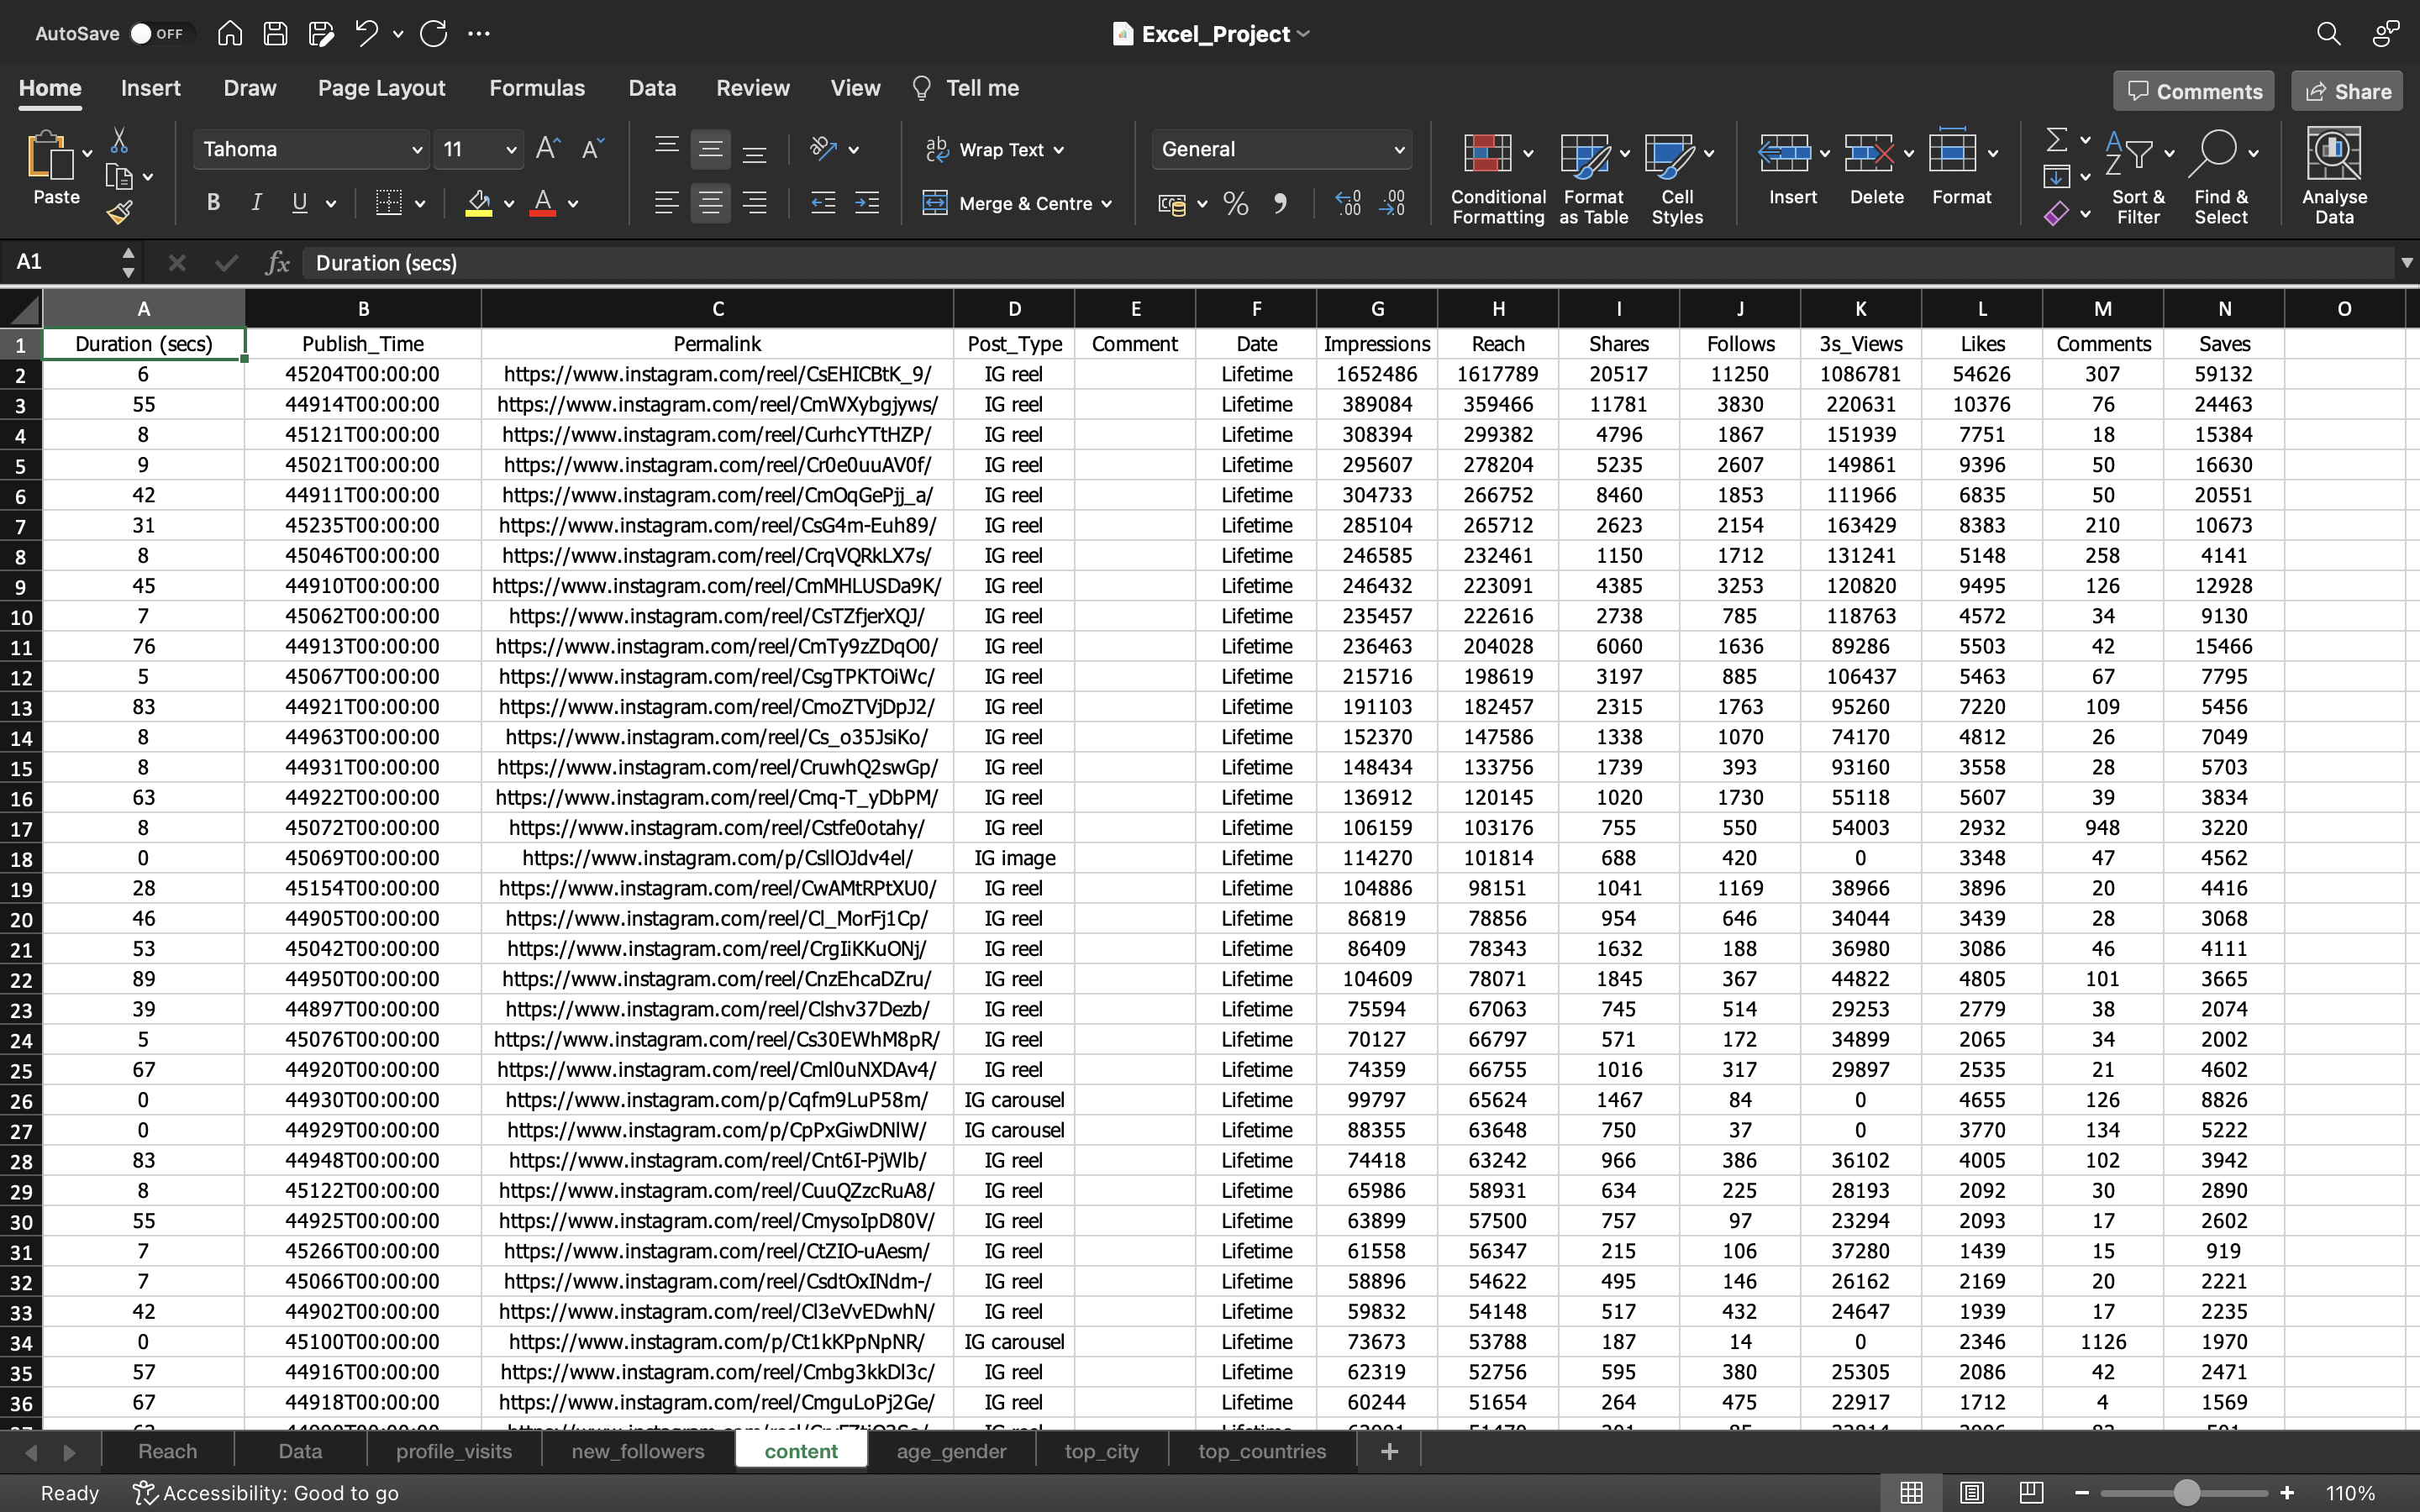 AutoSave OFF Excel_Project
Home Insert Draw Page Layout Formulas Data Review View Tell me Comments Share
Paste Tahoma 11 Wrap Text General Conditional Formatting Format as Table Cell Styles Insert Delete Format Sort & Filter Find & Select Analyse Data
B I U Merge & Centre
A1 fx Duration (secs)
A B C D E F G H I J K L M N O
1 Duration (secs) Publish_Time Permalink Post_Type Comment Date Impressions Reach Shares Follows 3s_Views Likes Comments Saves
2 6 45204T00:00:00 https://www.instagram.com/reel/CsEHICBtK_9/ IG reel Lifetime 1652486 1617789 20517 11250 1086781 54626 307 59132
3 55 44914T00:00:00 https://www.instagram.com/reel/CmWXybgjyws/ IG reel Lifetime 389084 359466 11781 3830 220631 10376 76 24463
4 8 45121T00:00:00 https://www.instagram.com/reel/CurhcYTtHZP/ IG reel Lifetime 308394 299382 4796 1867 151939 7751 18 15384
5 9 45021T00:00:00 https://www.instagram.com/reel/Cr0e0uuAV0f/ IG reel Lifetime 295607 278204 5235 2607 149861 9396 50 16630
6 42 44911T00:00:00 https://www.instagram.com/reel/CmOqGePjj_a/ IG reel Lifetime 304733 266752 8460 1853 111966 6835 50 20551
7 31 45235T00:00:00 https://www.instagram.com/reel/CsG4m-Euh89/ IG reel Lifetime 285104 265712 2623 2154 163429 8383 210 10673
8 8 45046T00:00:00 https://www.instagram.com/reel/CrqVQRkLX7s/ IG reel Lifetime 246585 232461 1150 1712 131241 5148 258 4141
9 45 44910T00:00:00 https://www.instagram.com/reel/CmMHLUSDa9K/ IG reel Lifetime 246432 223091 4385 3253 120820 9495 126 12928
10 7 45062T00:00:00 https://www.instagram.com/reel/CsTZfjerXQJ/ IG reel Lifetime 235457 222616 2738 785 118763 4572 34 9130
11 76 44913T00:00:00 https://www.instagram.com/reel/CmTy9zZDqO0/ IG reel Lifetime 236463 204028 6060 1636 89286 5503 42 15466
12 5 45067T00:00:00 https://www.instagram.com/reel/CsgTPKTOiWc/ IG reel Lifetime 215716 198619 3197 885 106437 5463 67 7795
13 83 44921T00:00:00 https://www.instagram.com/reel/CmoZTVjDpJ2/ IG reel Lifetime 191103 182457 2315 1763 95260 7220 109 5456
14 8 44963T00:00:00 https://www.instagram.com/reel/Cs_o35JsiKo/ IG reel Lifetime 152370 147586 1338 1070 74170 4812 26 7049
15 8 44931T00:00:00 https://www.instagram.com/reel/CruwhQ2swGp/ IG reel Lifetime 148434 133756 1739 393 93160 3558 28 5703
16 63 44922T00:00:00 https://www.instagram.com/reel/Cmq-T_yDbPM/ IG reel Lifetime 136912 120145 1020 1730 55118 5607 39 3834
17 8 45072T00:00:00 https://www.instagram.com/reel/Cstfe0otahy/ IG reel Lifetime 106159 103176 755 550 54003 2932 948 3220
18 0 45069T00:00:00 https://www.instagram.com/p/CsllOJdv4el/ IG image Lifetime 114270 101814 688 420 0 3348 47 4562
19 28 45154T00:00:00 https://www.instagram.com/reel/CwAMtRPtXU0/ IG reel Lifetime 104886 98151 1041 1169 38966 3896 20 4416
20 46 44905T00:00:00 https://www.instagram.com/reel/Cl_MorFj1Cp/ IG reel Lifetime 86819 78856 954 646 34044 3439 28 3068
21 53 45042T00:00:00 https://www.instagram.com/reel/CrgIiKKuONj/ IG reel Lifetime 86409 78343 1632 188 36980 3086 46 4111
22 89 44950T00:00:00 https://www.instagram.com/reel/CnzEhcaDZru/ IG reel Lifetime 104609 78071 1845 367 44822 4805 101 3665
23 39 44897T00:00:00 https://www.instagram.com/reel/Clshv37Dezb/ IG reel Lifetime 75594 67063 745 514 29253 2779 38 2074
24 5 45076T00:00:00 https://www.instagram.com/reel/Cs30EWhM8pR/ IG reel Lifetime 70127 66797 571 172 34899 2065 34 2002
25 67 44920T00:00:00 https://www.instagram.com/reel/Cml0uNXDAv4/ IG reel Lifetime 74359 66755 1016 317 29897 2535 21 4602
26 0 44930T00:00:00 https://www.instagram.com/p/Cqfm9LuP58m/ IG carousel Lifetime 99797 65624 1467 84 0 4655 126 8826
27 0 44929T00:00:00 https://www.instagram.com/p/CpPxGiwDNlW/ IG carousel Lifetime 88355 63648 750 37 0 3770 134 5222
28 83 44948T00:00:00 https://www.instagram.com/reel/Cnt6I-PjWlb/ IG reel Lifetime 74418 63242 966 386 36102 4005 102 3942
29 8 45122T00:00:00 https://www.instagram.com/reel/CuuQZzcRuA8/ IG reel Lifetime 65986 58931 634 225 28193 2092 30 2890
30 55 44925T00:00:00 https://www.instagram.com/reel/CmysoIpD80V/ IG reel Lifetime 63899 57500 757 97 23294 2093 17 2602
31 7 45266T00:00:00 https://www.instagram.com/reel/CtZIO-uAesm/ IG reel Lifetime 61558 56347 215 106 37280 1439 15 919
32 7 45066T00:00:00 https://www.instagram.com/reel/CsdtOxINdm-/ IG reel Lifetime 58896 54622 495 146 26162 2169 20 2221
33 42 44902T00:00:00 https://www.instagram.com/reel/Cl3eVvEDwhN/ IG reel Lifetime 59832 54148 517 432 24647 1939 17 2235
34 0 45100T00:00:00 https://www.instagram.com/p/Ct1kKPpNpNR/ IG carousel Lifetime 73673 53788 187 14 0 2346 1126 1970
35 57 44916T00:00:00 https://www.instagram.com/reel/Cmbg3kkDl3c/ IG reel Lifetime 62319 52756 595 380 25305 2086 42 2471
36 67 44918T00:00:00 https://www.instagram.com/reel/CmguLoPj2Ge/ IG reel Lifetime 60244 51654 264 475 22917 1712 4 1569
Reach Data profile_visits new_followers content age_gender top_city top_countries
Ready Accessibility: Good to go 110%